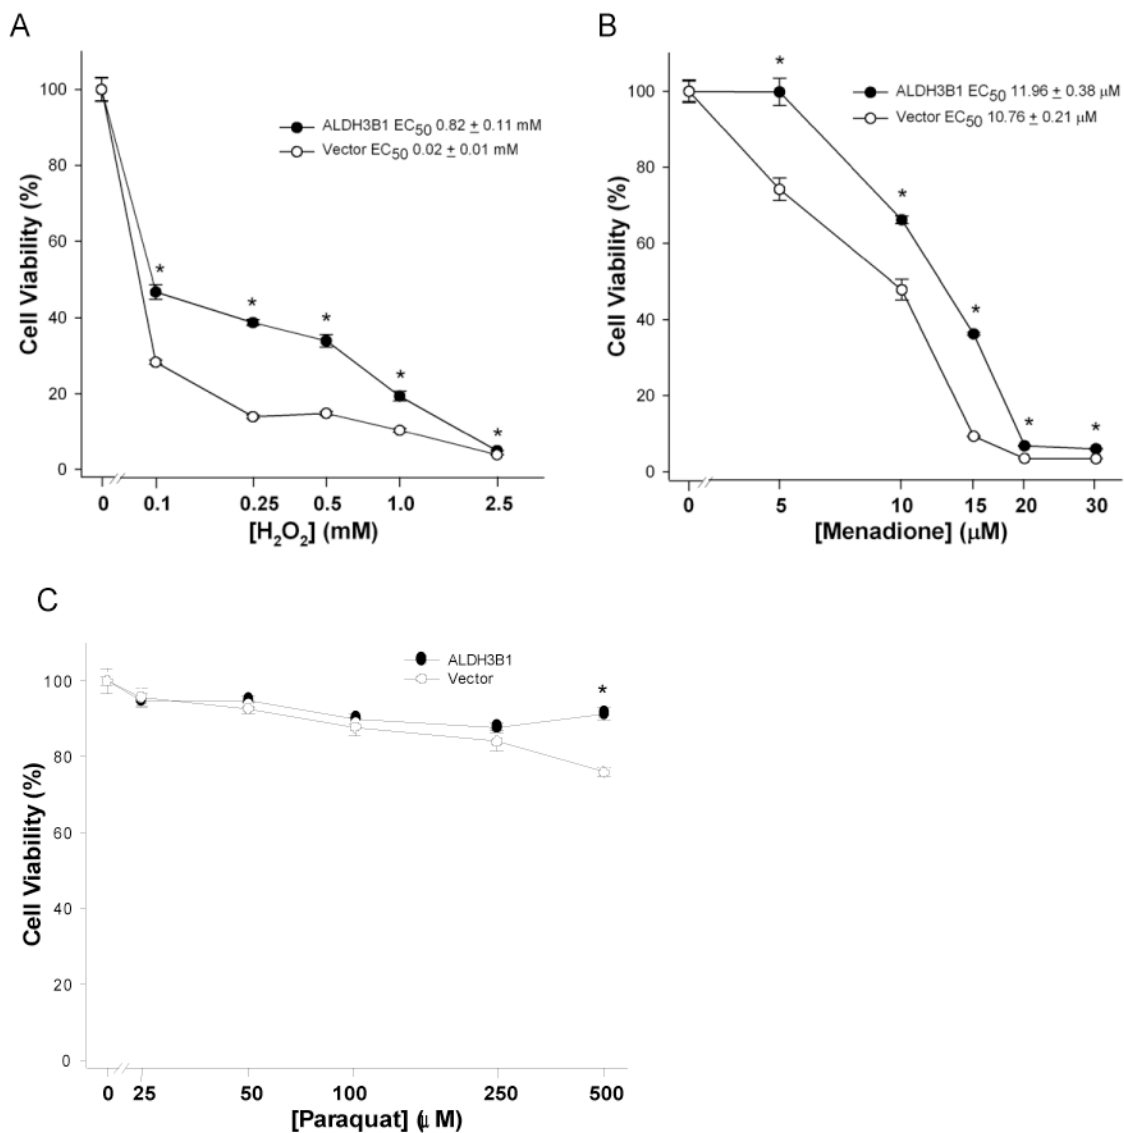 A
Cell Viability (%)
100
80
60
40
20
0
ALDH3B1 EC50 0.82 ± 0.11 mM
Vector EC50 0.02 ± 0.01 mM
*
*
*
*
*
0 0.1 0.25 0.5 1.0 2.5
[H2O2] (mM)
B
Cell Viability (%)
100
80
60
40
20
0
ALDH3B1 EC50 11.96 ± 0.38 μM
Vector EC50 10.76 ± 0.21 μM
*
*
*
*
*
0 5 10 15 20 30
[Menadione] (μM)
C
Cell Viability (%)
100
80
60
40
20
0
ALDH3B1
Vector
*
0 25 50 100 250 500
[Paraquat] (μ M)